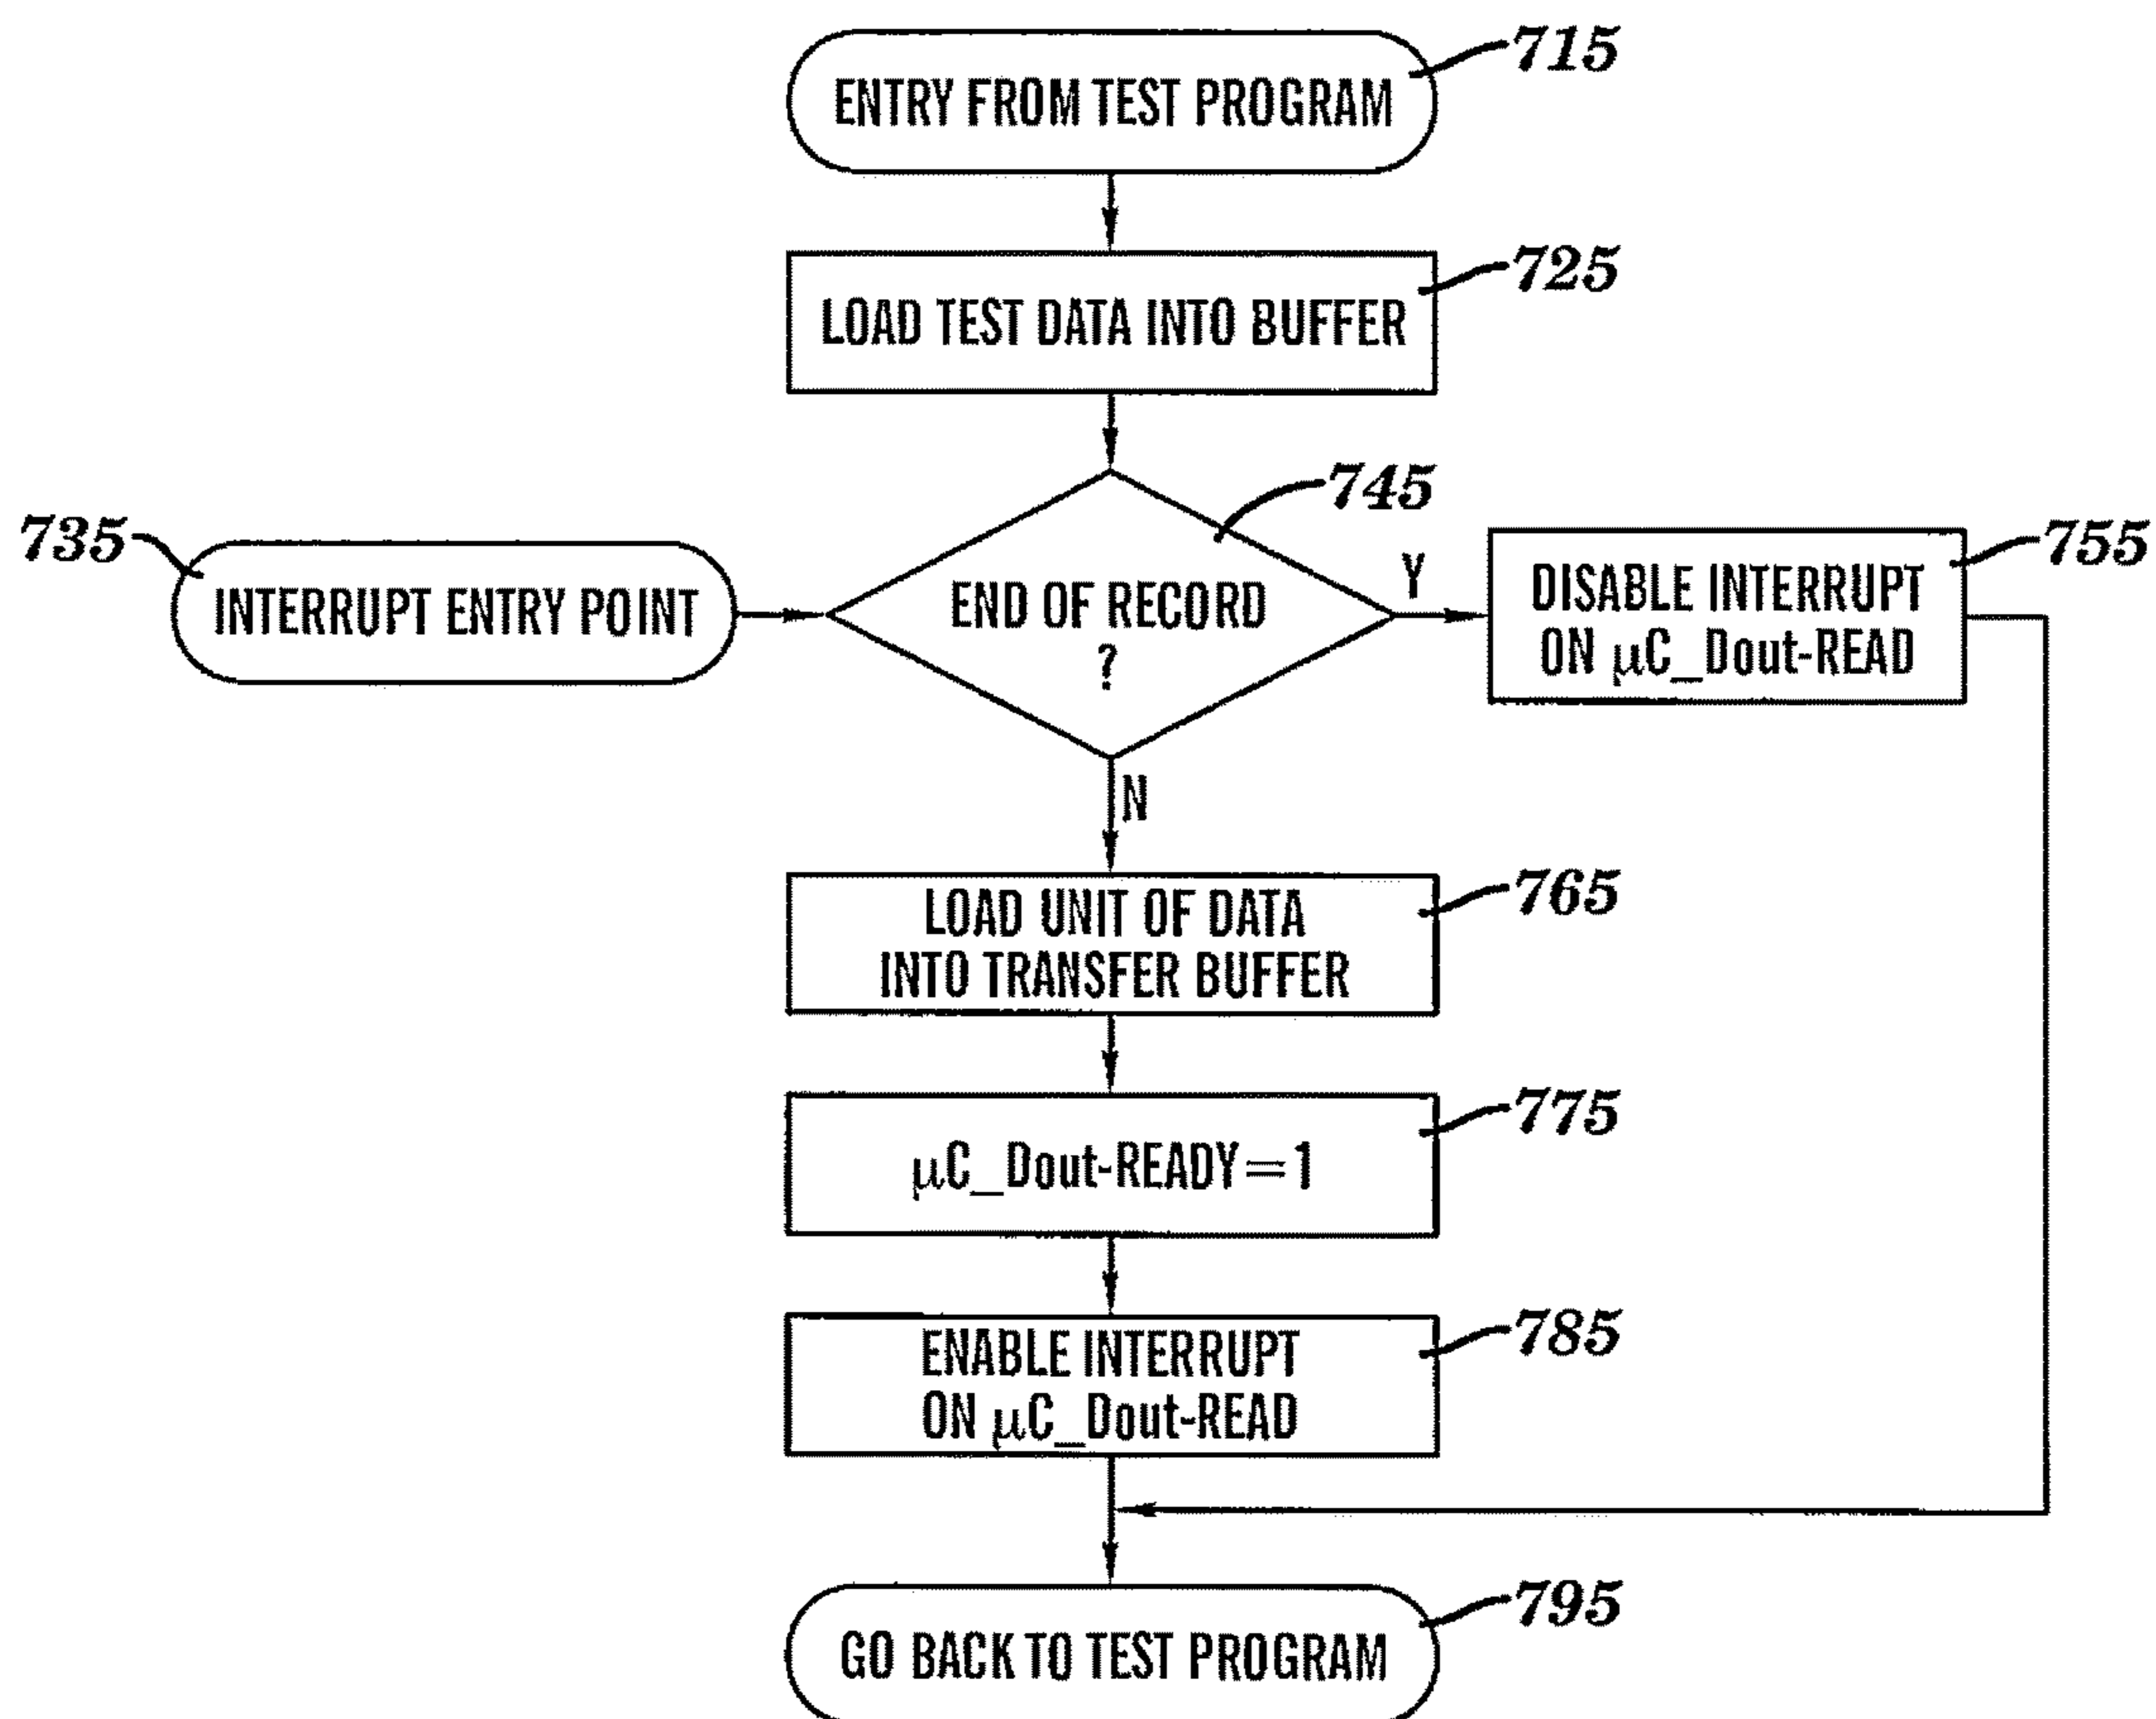 ENTRY FROM TEST PROGRAM
715
LOAD TEST DATA INTO BUFFER
725
735
INTERRUPT ENTRY POINT
745
END OF RECORD
?
Y
755
DISABLE INTERRUPT
ON μC_Dout-READ
N
LOAD UNIT OF DATA
INTO TRANSFER BUFFER
765
μC_Dout-READY=1
775
ENABLE INTERRUPT
ON μC_Dout-READ
785
GO BACK TO TEST PROGRAM
795